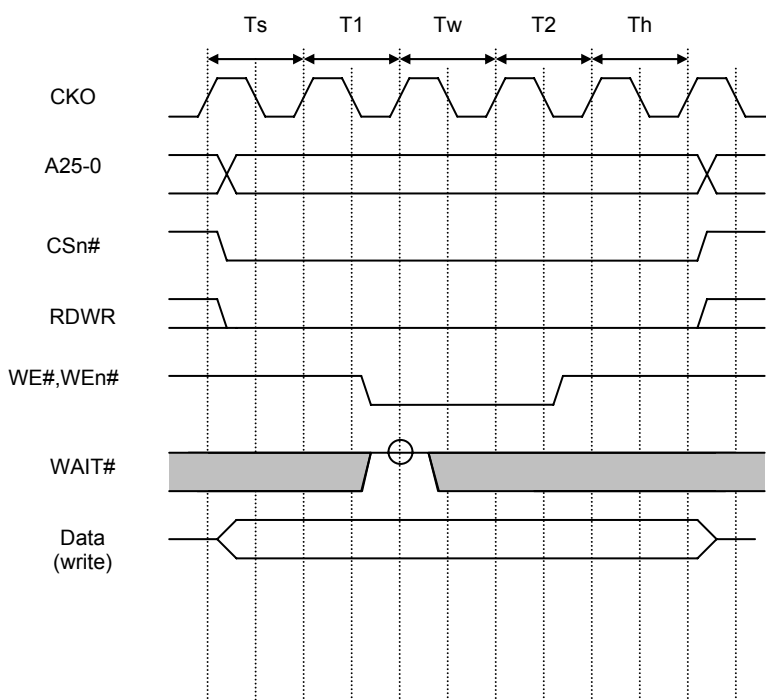 Ts T1 Tw T2 Th
CKO
A25-0
CSn#
RDWR
WE#,WEn#
WAIT#
Data
(write)